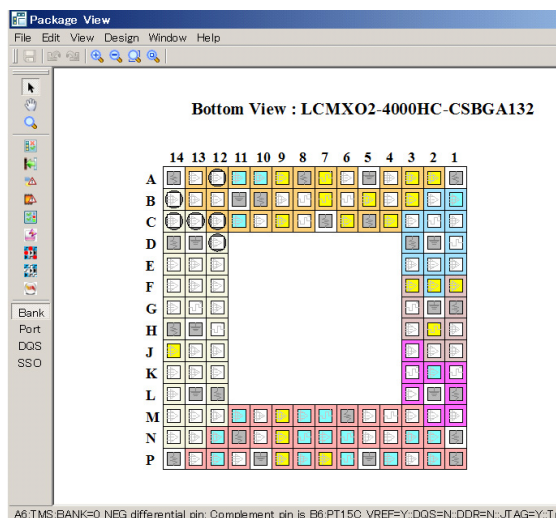 Package View
File Edit View Design Window Help
Bottom View : LCMXO2-4000HC-CSBGA132
14 13 12 11 10 9 8 7 6 5 4 3 2 1
A
B
C
D
E
F
G
H
J
K
L
M
N
P
Bank
Port
DQS
SSO
A6:TMS:BANK=0 NEG differential pin: Complement pin is B6:PT15C VREF=Y::DQS=N::DDR=N::JTAG=Y::T